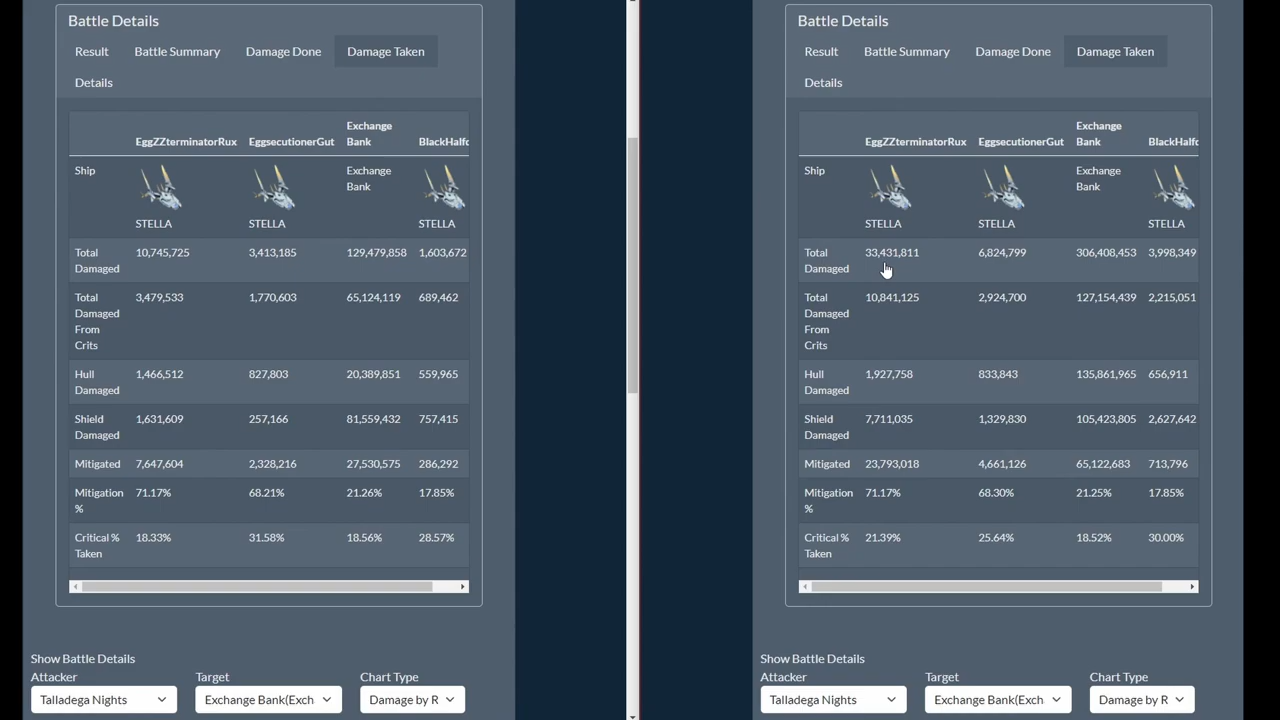 Battle Details
Result Battle Summary Damage Done Damage Taken
Details
EggZZterminatorRux EggsecutionerGut Exchange Bank
Ship STELLA STELLA Exchange Bank STELLA
Total Damaged 10,745,725 3,413,185 129,479,858 1,603,672
Total Damaged From Crits 3,479,533 1,770,603 65,124,119 689,462
Hull Damaged 1,466,512 827,803 20,389,851 559,965
Shield Damaged 1,631,609 257,166 81,559,432 757,415
Mitigated 7,647,604 2,328,216 27,530,575 286,292
Mitigation % 71.17% 68.21% 21.26% 17.85%
Critical % Taken 18.33% 31.58% 18.56% 28.57%
Show Battle Details
Attacker Target Chart Type
Talladega Nights Exchange Bank(Exch Damage by R
Battle Details
Result Battle Summary Damage Done Damage Taken
Details
EggZZterminatorRux EggsecutionerGut Exchange Bank
Ship STELLA STELLA Exchange Bank STELLA
Total Damaged 33,431,811 6,824,799 306,408,453 3,998,349
Total Damaged From Crits 10,841,125 2,924,700 127,154,439 2,215,051
Hull Damaged 1,927,758 833,843 135,861,965 656,911
Shield Damaged 7,711,035 1,329,830 105,423,805 2,627,642
Mitigated 23,793,018 4,661,126 65,122,683 713,796
Mitigation % 71.17% 68.30% 21.25% 17.85%
Critical % Taken 21.39% 25.64% 18.52% 30.00%
Show Battle Details
Attacker Target Chart Type
Talladega Nights Exchange Bank(Exch Damage by R